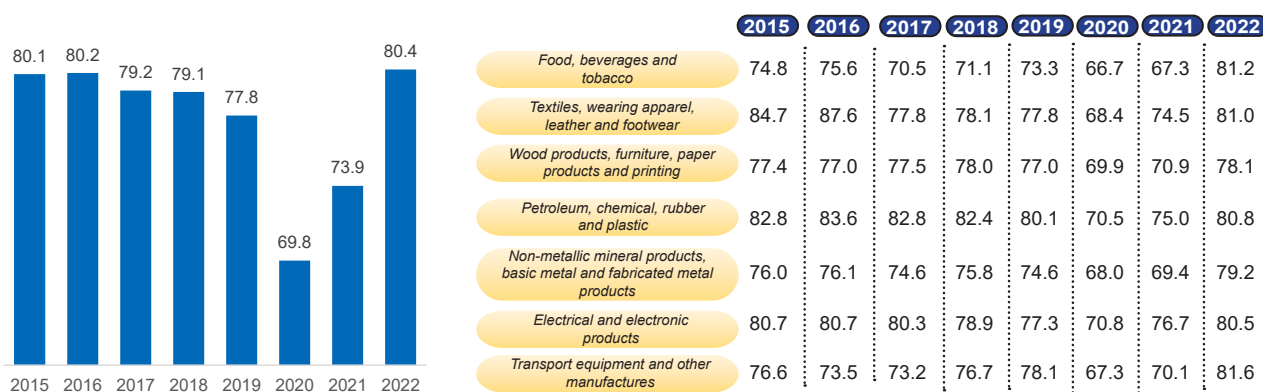 80.1 80.2 79.2 79.1 77.8 69.8 73.9 80.4
2015 2016 2017 2018 2019 2020 2021 2022
2015 2016 2017 2018 2019 2020 2021 2022
Food, beverages and
tobacco
74.8 75.6 70.5 71.1 73.3 66.7 67.3 81.2
Textiles, wearing apparel,
leather and footwear
84.7 87.6 77.8 78.1 77.8 68.4 74.5 81.0
Wood products, furniture, paper
products and printing
77.4 77.0 77.5 78.0 77.0 69.9 70.9 78.1
Petroleum, chemical, rubber
and plastic
82.8 83.6 82.8 82.4 80.1 70.5 75.0 80.8
Non-metallic mineral products,
basic metal and fabricated metal
products
76.0 76.1 74.6 75.8 74.6 68.0 69.4 79.2
Electrical and electronic
products
80.7 80.7 80.3 78.9 77.3 70.8 76.7 80.5
Transport equipment and other
manufactures
76.6 73.5 73.2 76.7 78.1 67.3 70.1 81.6